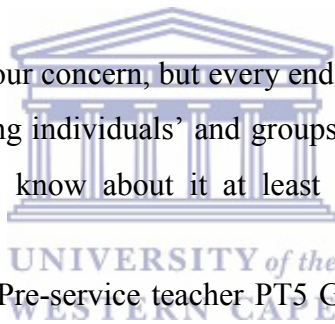 our concern, but every end
ng individuals’ and groups
know about it at least
UNIVERSITY of the
Pre-service teacher PT5 G
WESTERN CAPE